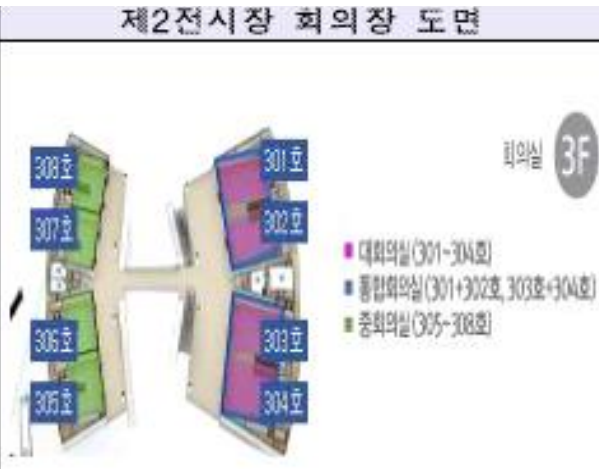 제2전시장 회의장 도면
회의실 3F
308호
301호
307호
302호
대회의실(301~304호)
통합회의실(301+302호, 303호+304호)
중회의실(305~308호)
306호
303호
305호
304호